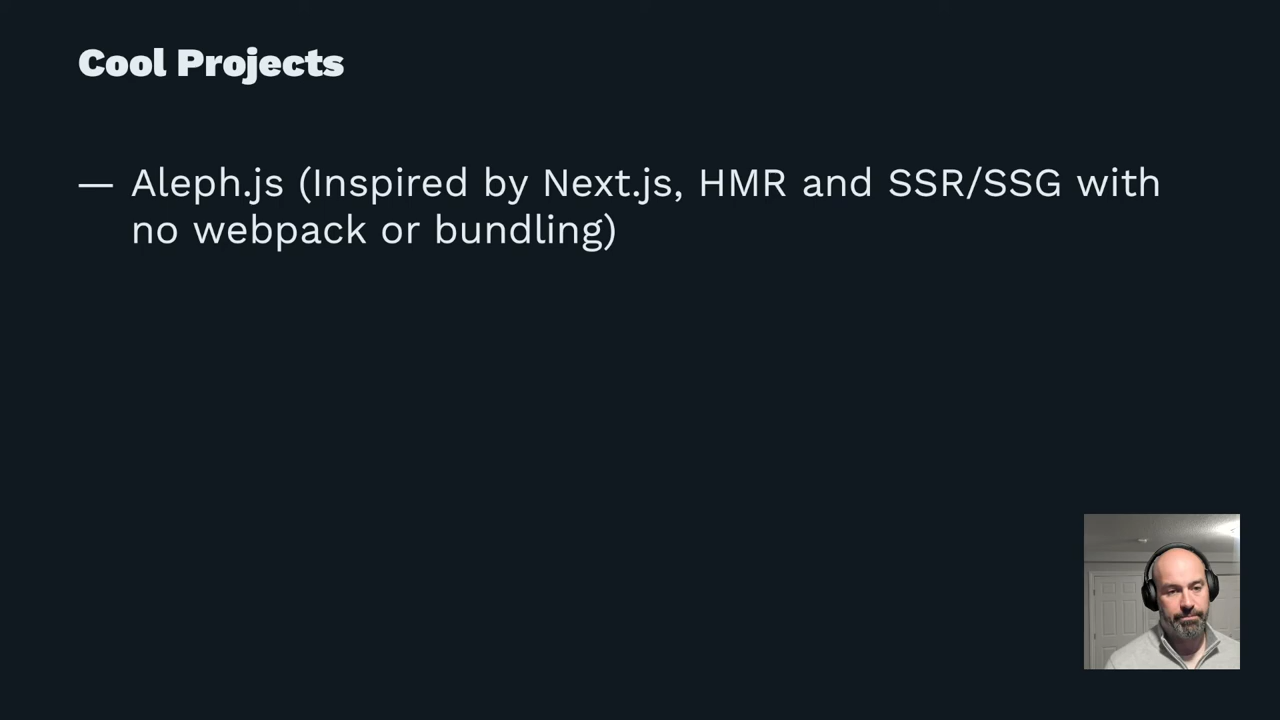 Cool Projects
— Aleph.js (Inspired by Next.js, HMR and SSR/SSG with
no webpack or bundling)